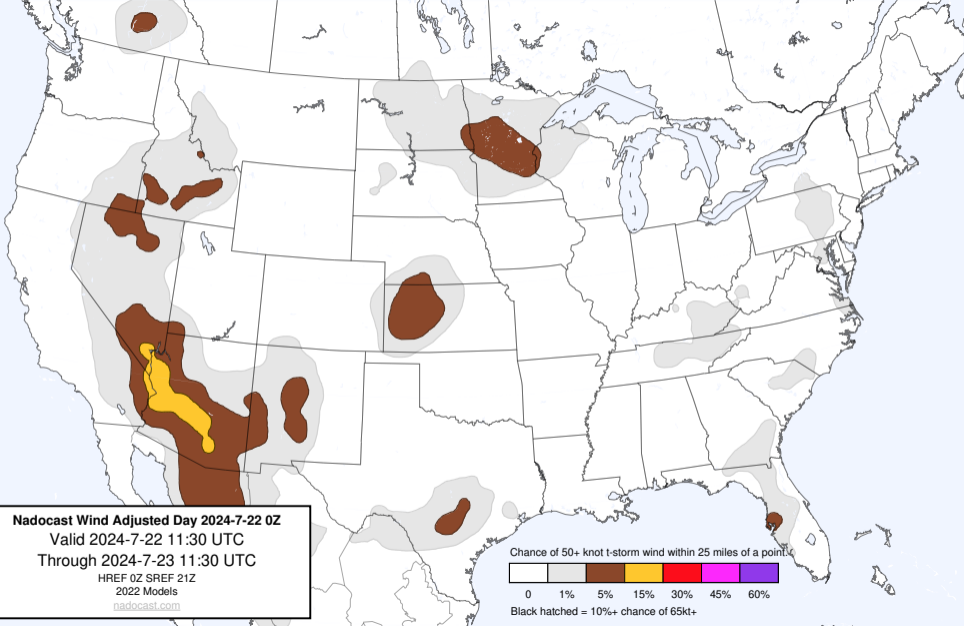 Nadocast Wind Adjusted Day 2024-7-22 0Z
Valid 2024-7-22 11:30 UTC
Through 2024-7-23 11:30 UTC
HREF 0Z SREF 21Z
2022 Models
nadocast.com
Chance of 50+ knot t-storm wind within 25 miles of a point.
0 1% 5% 15% 30% 45% 60%
Black hatched = 10%+ chance of 65kt+